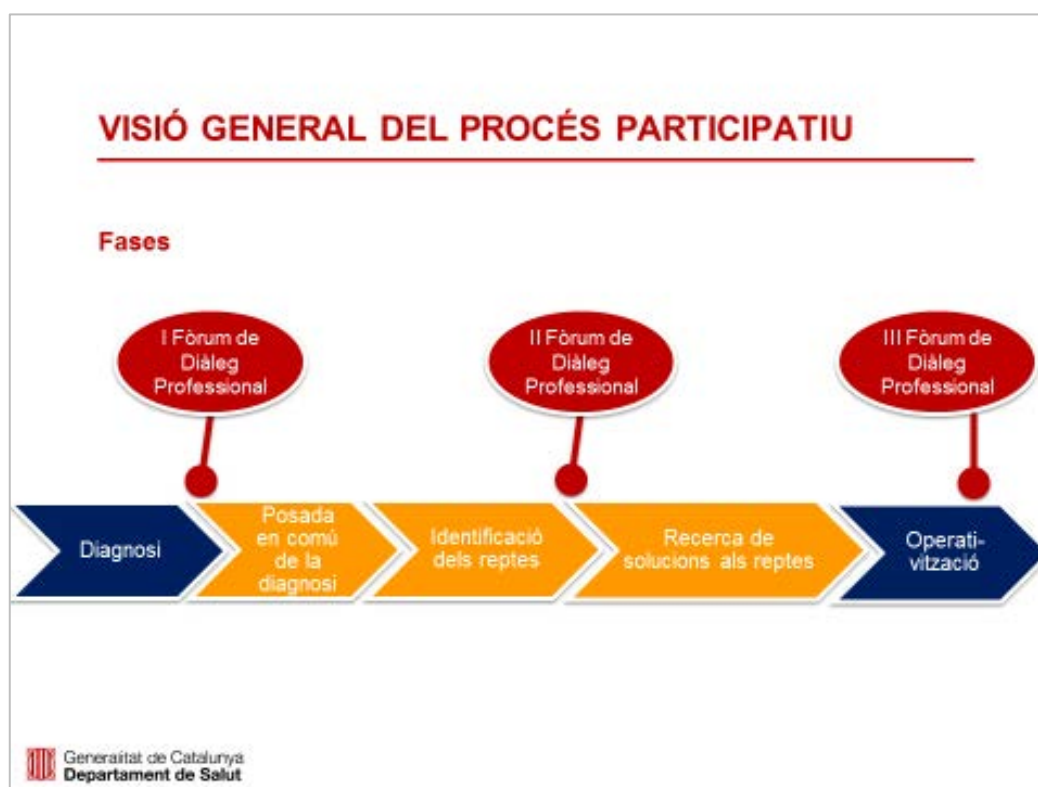 VISIÓ GENERAL DEL PROCÉS PARTICIPATIU
Fases
I Fòrum de
Diàleg
Professional
II Fòrum de
Diàleg
Professional
III Fòrum de
Diàleg
Professional
Diagnosi
Posada
en comú
de la
diagnosi
Identificació
dels reptes
Recerca de
solucions als reptes
Operati-
vització
Generalitat de Catalunya
Departament de Salut